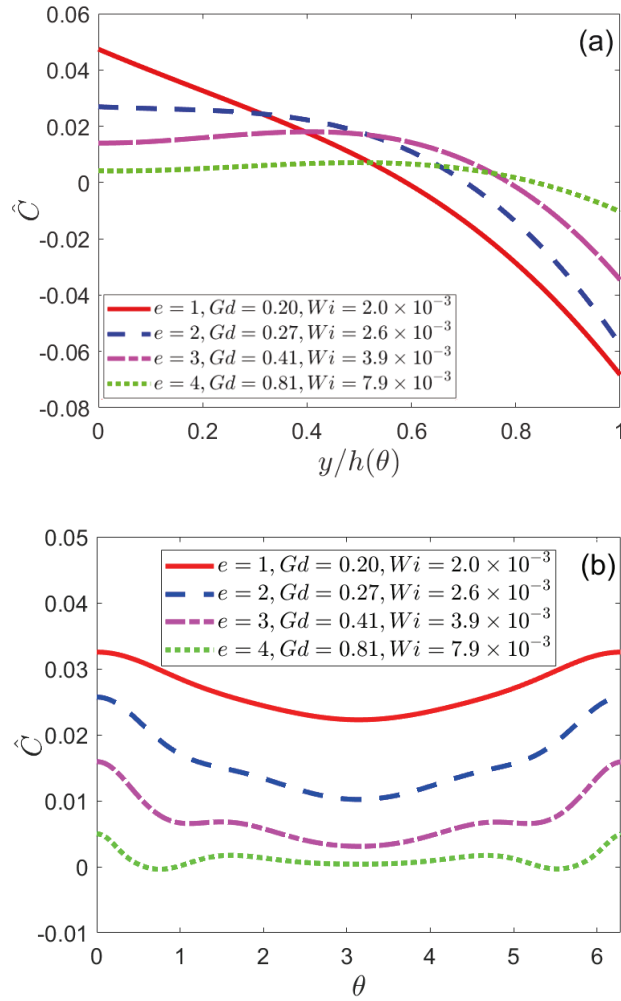 0.06
(a)
0.04
0.02
0
-0.02
-0.04
-0.06
-0.08
Ĉ
e = 1, Gd = 0.20, Wi = 2.0 × 10⁻³
e = 2, Gd = 0.27, Wi = 2.6 × 10⁻³
e = 3, Gd = 0.41, Wi = 3.9 × 10⁻³
e = 4, Gd = 0.81, Wi = 7.9 × 10⁻³
0 0.2 0.4 0.6 0.8 1
y/h(θ)
0.05
(b)
0.04
0.03
0.02
0.01
0
-0.01
Ĉ
e = 1, Gd = 0.20, Wi = 2.0 × 10⁻³
e = 2, Gd = 0.27, Wi = 2.6 × 10⁻³
e = 3, Gd = 0.41, Wi = 3.9 × 10⁻³
e = 4, Gd = 0.81, Wi = 7.9 × 10⁻³
0 1 2 3 4 5 6
θ